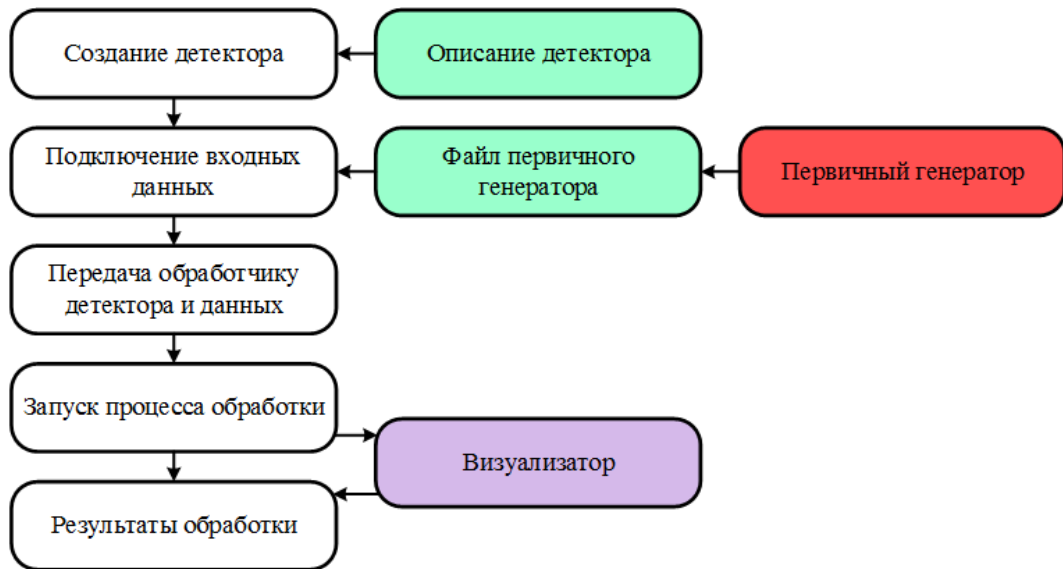 Создание детектора
Описание детектора
Подключение входных
данных
Файл первичного
генератора
Первичный генератор
Передача обработчику
детектора и данных
Запуск процесса обработки
Визуализатор
Результаты обработки